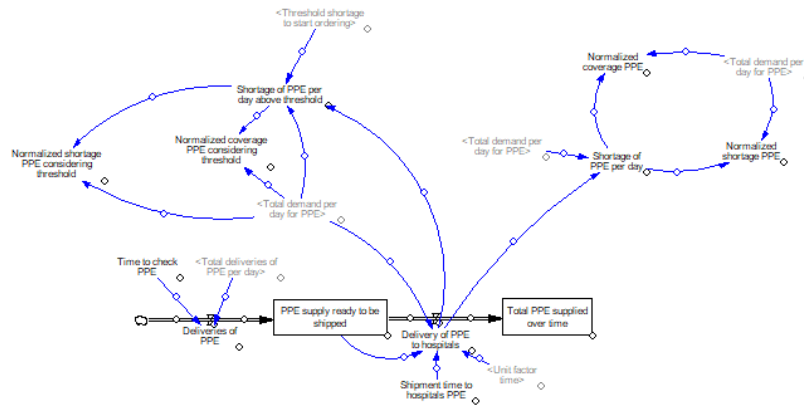 <Threshold shortage
to start ordering>
Shortage of PPE per
day above threshold
Normalized shortage
PPE considering
threshold
Normalized coverage
PPE considering
threshold
<Total demand per
day for PPE>
Normalized
coverage PPE
<Total demand per
day for PPE>
<Total demand per
day for PPE>
Shortage of
PPE per day
Normalized
shortage PPE
Time to check
PPE
<Total deliveries of
PPE per day>
Deliveries of
PPE
PPE supply ready to be
shipped
Delivery of PPE
to hospitals
Total PPE supplied
over time
Shipment time to
hospitals PPE
<Unit factor
time>